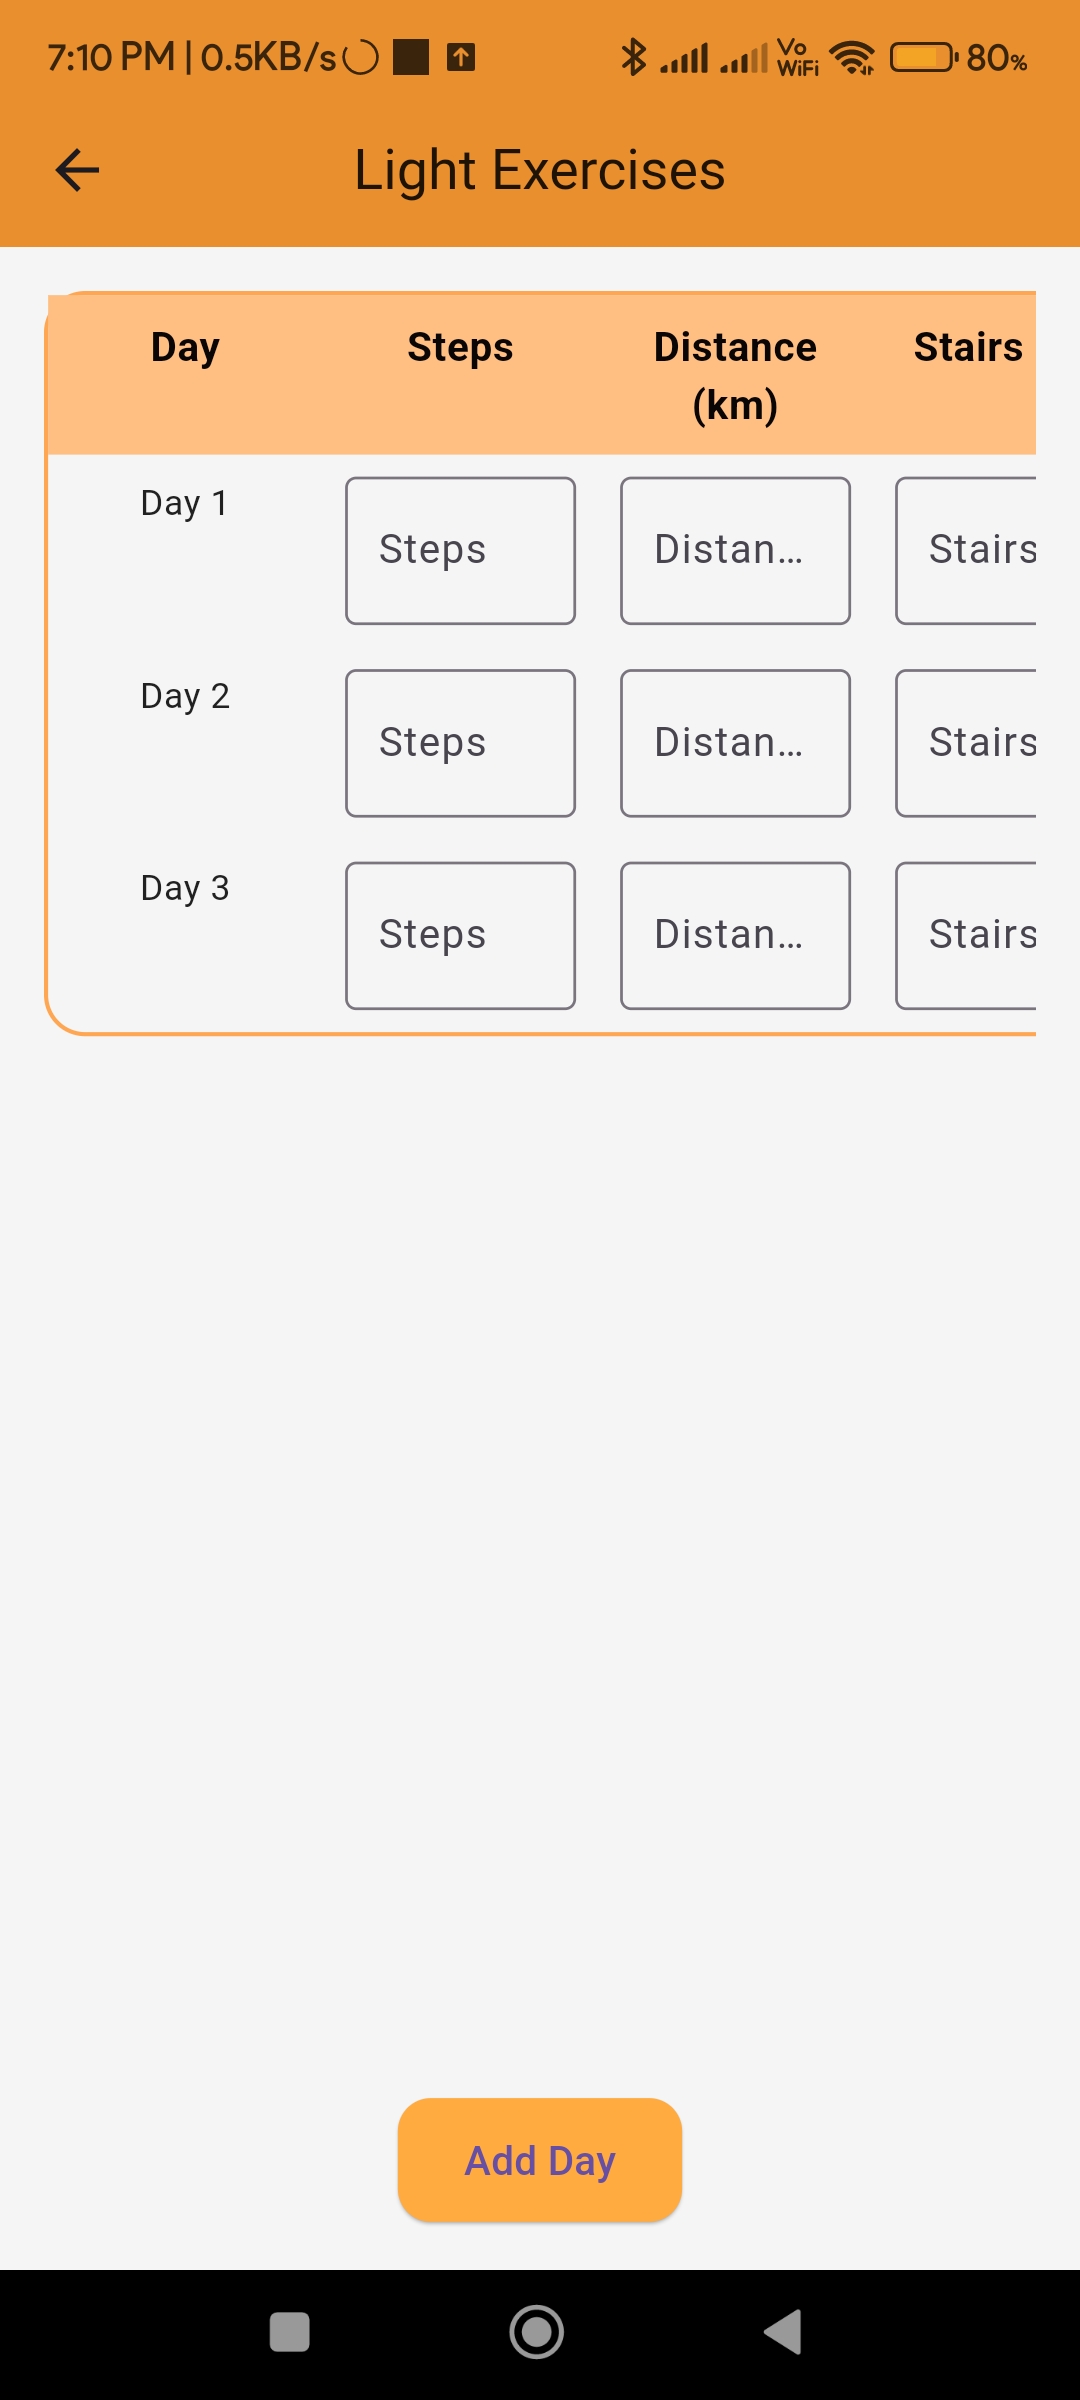 7:10 PM | 0.5KB/s Vo WiFi 80%
Light Exercises
Day Steps Distance (km) Stairs
Day 1 Steps Distan... Stairs
Day 2 Steps Distan... Stairs
Day 3 Steps Distan... Stairs
Add Day